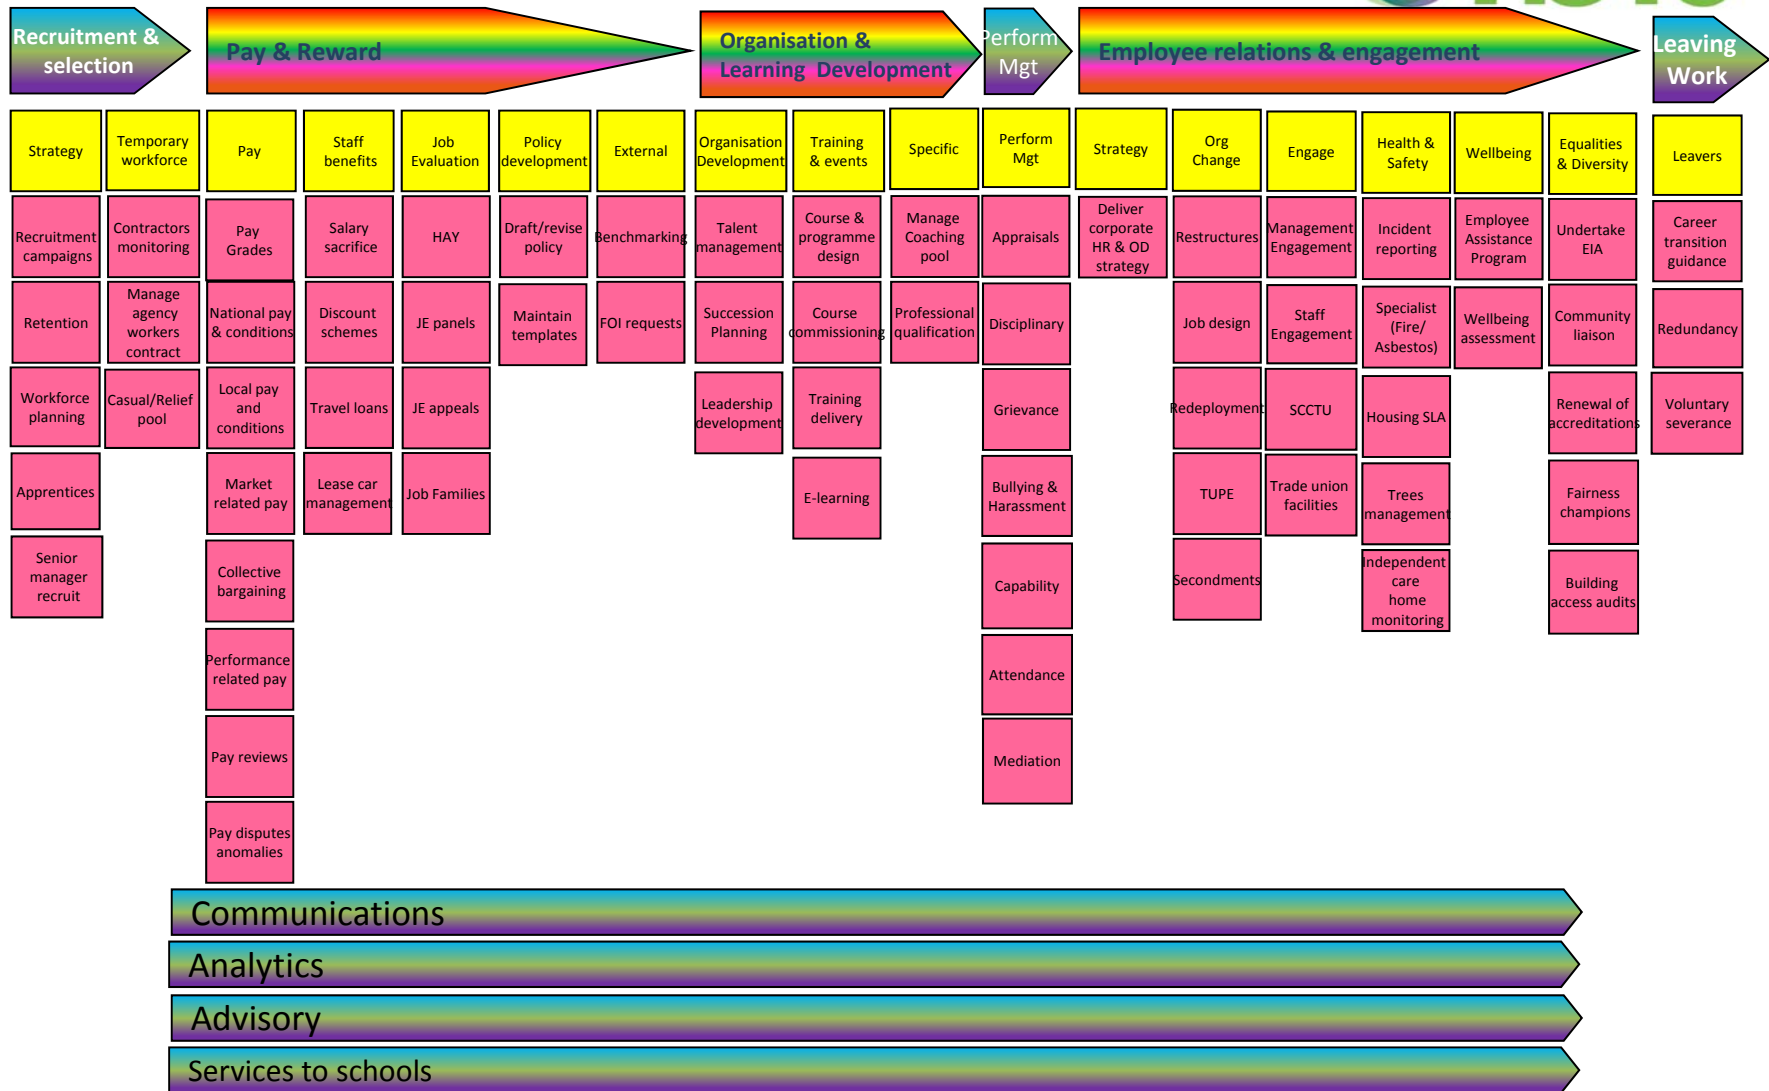 Recruitment &
selection
Pay & Reward
Organisation &
Learning Development
Perform
Mgt
Employee relations & engagement
Leaving
Work
Strategy
Temporary
workforce
Pay
Staff
benefits
Job
Evaluation
Policy
development
External
Organisation
Development
Training
& events
Specific
Perform
Mgt
Strategy
Org
Change
Engage
Health &
Safety
Wellbeing
Equalities
& Diversity
Leavers
Recruitment
campaigns
Contractors
monitoring
Pay
Grades
Salary
sacrifice
HAY
Draft/revise
policy
Benchmarking
Talent
management
Course &
programme
design
Manage
Coaching
pool
Appraisals
Deliver
corporate
HR & OD
strategy
Restructures
Management
Engagement
Incident
reporting
Employee
Assistance
Program
Undertake
EIA
Career
transition
guidance
Retention
Manage
agency
workers
contract
National pay
& conditions
Discount
schemes
JE panels
Maintain
templates
FOI requests
Succession
Planning
Course
commissioning
Professional
qualification
Disciplinary
Job design
Staff
Engagement
Specialist
(Fire/
Asbestos)
Wellbeing
assessment
Community
liaison
Redundancy
Workforce
planning
Casual/Relief
pool
Local pay
and
conditions
Travel loans
JE appeals
Leadership
development
Training
delivery
Grievance
Redeployment
SCCTU
Housing SLA
Renewal of
accreditations
Voluntary
severance
Apprentices
Market
related pay
Lease car
management
Job Families
E-learning
Bullying &
Harassment
TUPE
Trade union
facilities
Trees
management
Fairness
champions
Senior
manager
recruit
Collective
bargaining
Capability
Secondments
Independent
care
home
monitoring
Building
access audits
Performance
related pay
Attendance
Pay reviews
Mediation
Pay disputes
anomalies
Communications
Analytics
Advisory
Services to schools